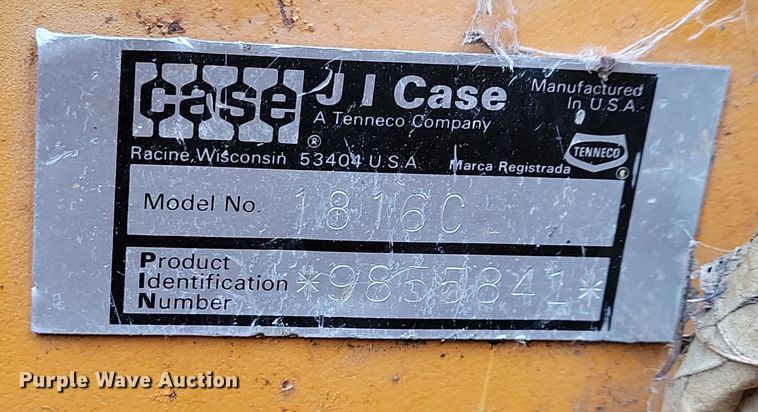 case
J I Case
A Tenneco Company
Manufactured
In U.S.A.
®
Racine, Wisconsin 53404 U.S.A.
Marca Registrada
TENNECO
®
Model No. 1816C
Product
Identification
Number
*9855841*
Purple Wave Auction